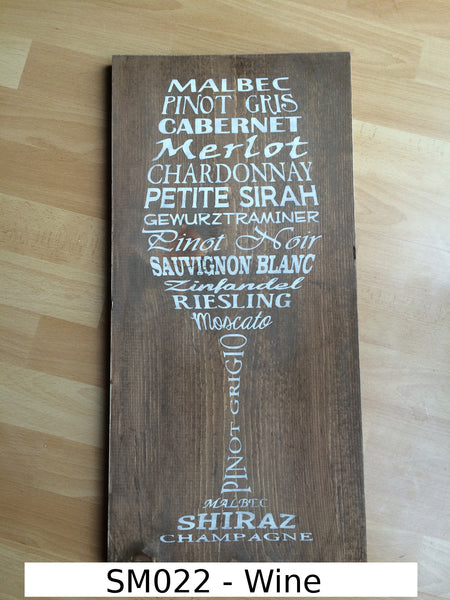 MALBEC
PINOT GRIS
CABERNET
Merlot
CHARDONNAY
PETITE SIRAH
GEWURZTRAMINER
Pinot Noir
SAUVIGNON BLANC
Zinfandel
RIESLING
Moscato
PINOT GRIGIO
MALBEC
SHIRAZ
CHAMPAGNE
SM022 - Wine